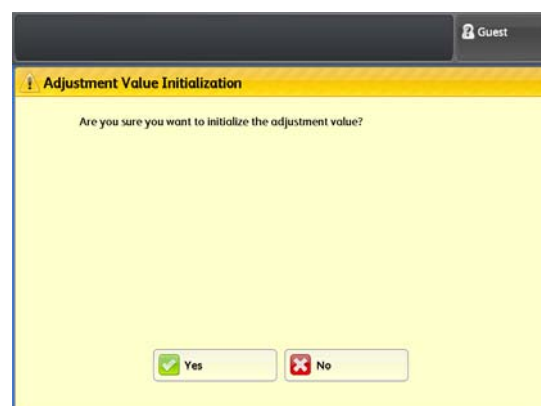 Guest
Adjustment Value Initialization
Are you sure you want to initialize the adjustment value?
Yes No